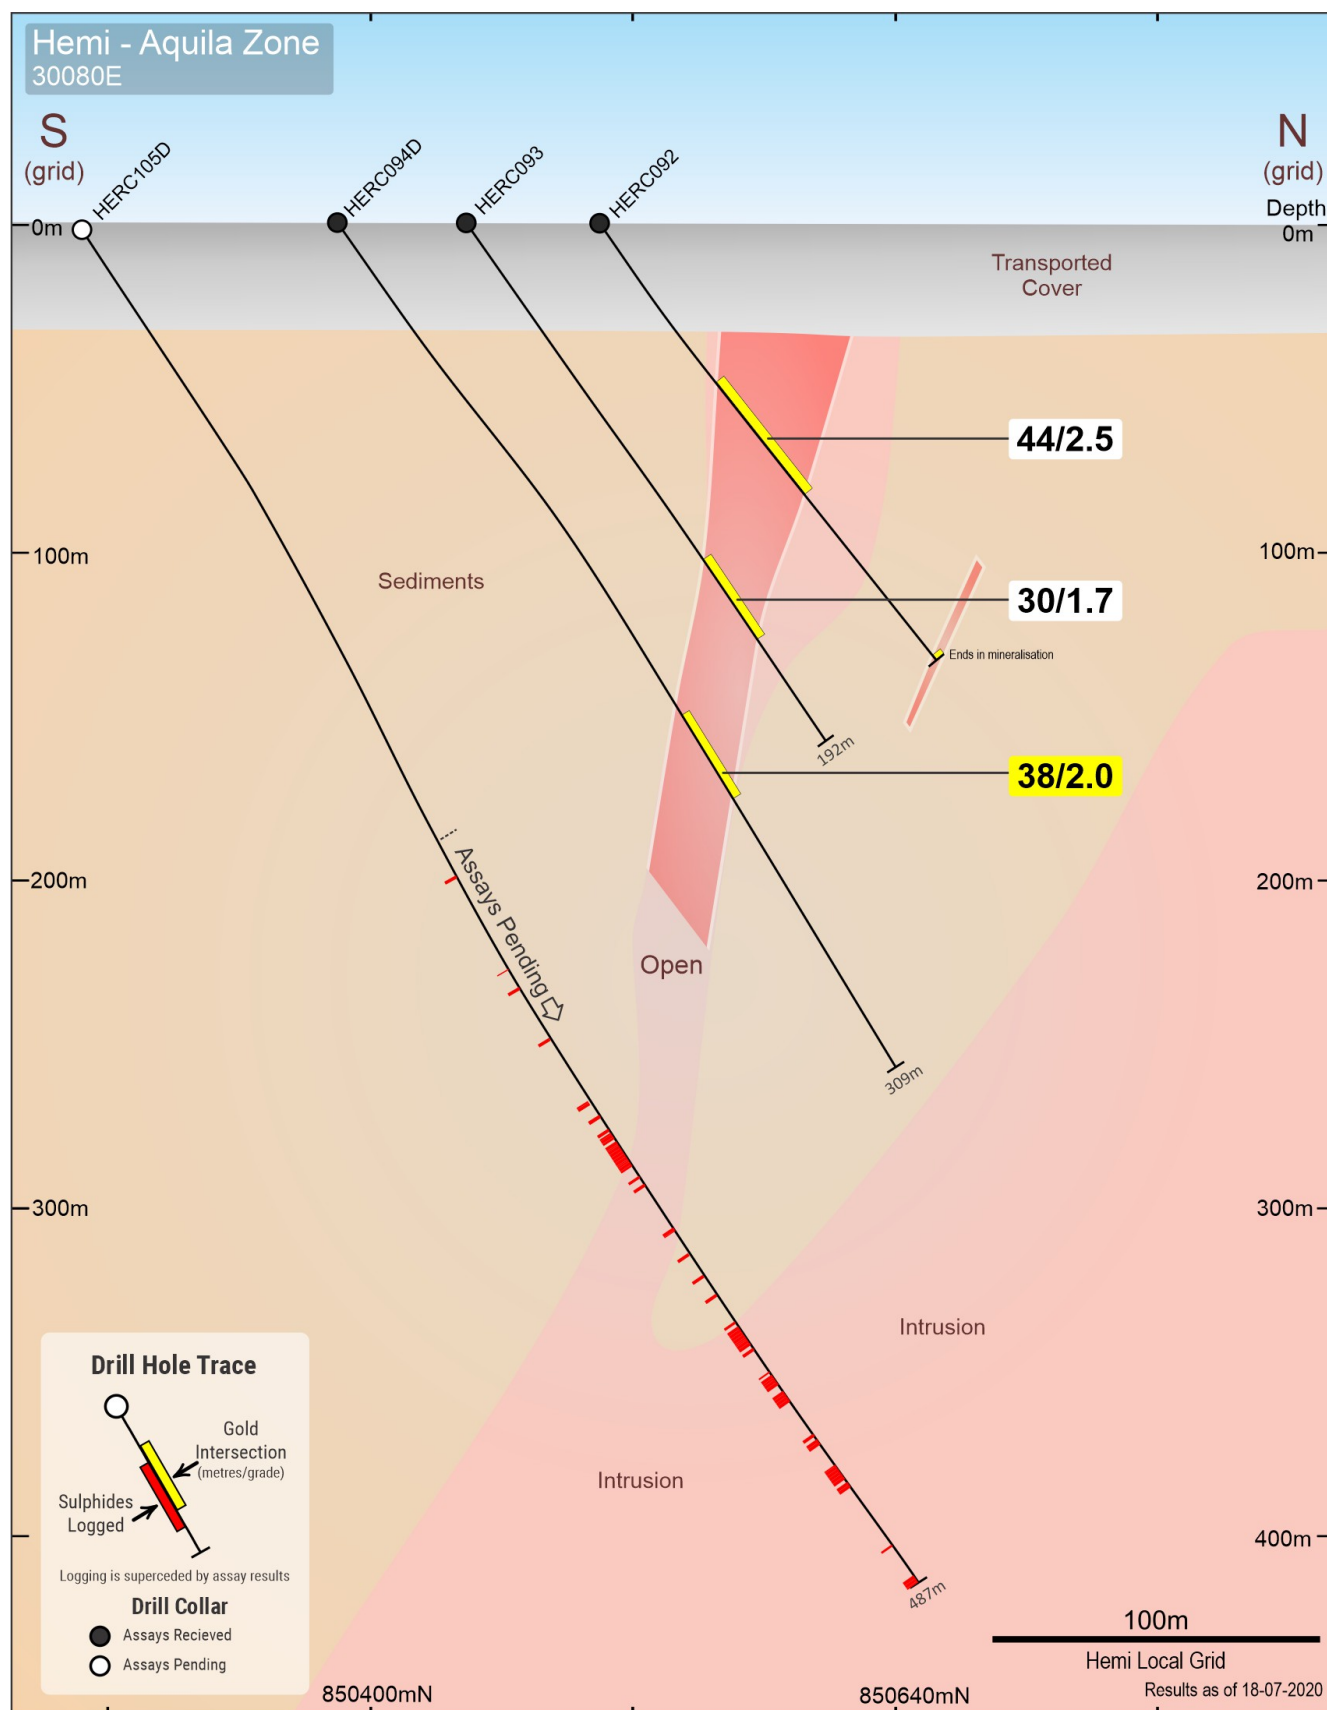 Hemi - Aquila Zone
30080E
S
(grid)
N
(grid)
HERC105D
HERC094D
HERC093
HERC092
Depth
0m
0m
Transported
Cover
44/2.5
100m
100m
Sediments
30/1.7
Ends in mineralisation
192m
38/2.0
Assays Pending
200m
200m
Open
309m
300m
300m
Intrusion
Intrusion
400m
487m
Drill Hole Trace
Gold
Intersection
(metres/grade)
Sulphides
Logged
Logging is superceded by assay results
Drill Collar
Assays Recieved
Assays Pending
100m
Hemi Local Grid
Results as of 18-07-2020
850400mN
850640mN